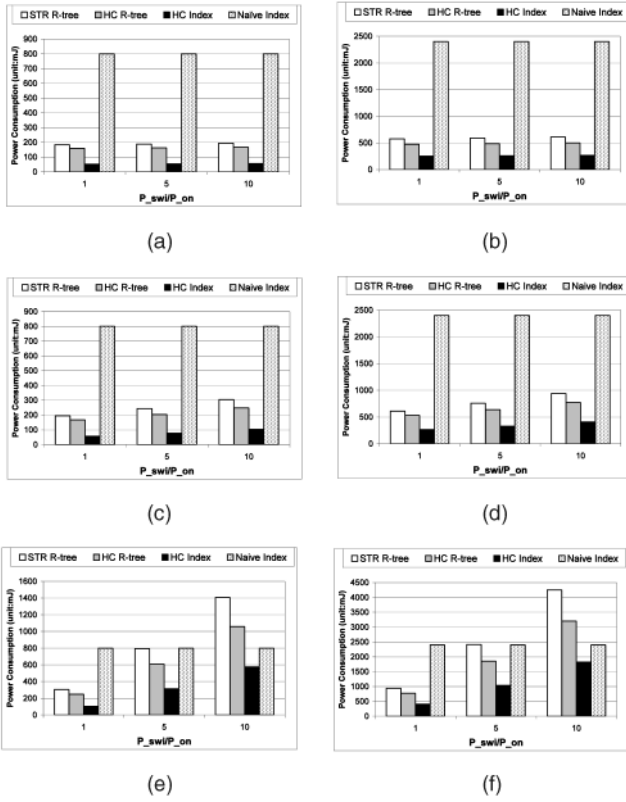 STR R-tree HC R-tree HC Index Naïve Index
Power Consumption (unit:mJ)
900
800
700
600
500
400
300
200
100
0
1 5 10
P_swi/P_on
(a)
STR R-tree HC R-tree HC Index Naive Index
Power Consumption (unit:mJ)
2500
2000
1500
1000
500
0
1 5 10
P_swi/P_on
(b)
STR R-tree HC R-tree HC Index Naive Index
Power Consumption (unit:mJ)
900
800
700
600
500
400
300
200
100
0
1 5 10
P_swi/P_on
(c)
STR R-tree HC R-tree HC Index Naive Index
Power Consumption (unit:mJ)
2500
2000
1500
1000
500
0
1 5 10
P_swi/P_on
(d)
STR R-tree HC R-tree HC Index Naive Index
Power Consumption (unit:mJ)
1600
1400
1200
1000
800
600
400
200
0
1 5 10
P_swi/P_on
(e)
STR R-tree HC R-tree HC Index Naive Index
Power Consumption (unit:mJ)
4500
4000
3500
3000
2500
2000
1500
1000
500
0
1 5 10
P_swi/P_on
(f)